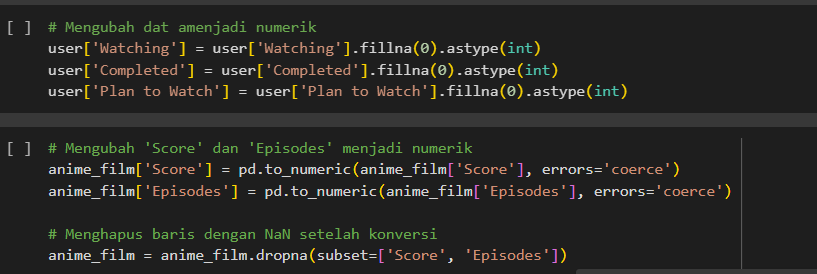 [ ] # Mengubah dat amenjadi numerik
user['Watching'] = user['Watching'].fillna(0).astype(int)
user['Completed'] = user['Completed'].fillna(0).astype(int)
user['Plan to Watch'] = user['Plan to Watch'].fillna(0).astype(int)
[ ] # Mengubah 'Score' dan 'Episodes' menjadi numerik
anime_film['Score'] = pd.to_numeric(anime_film['Score'], errors='coerce')
anime_film['Episodes'] = pd.to_numeric(anime_film['Episodes'], errors='coerce')
# Menghapus baris dengan NaN setelah konversi
anime_film = anime_film.dropna(subset=['Score', 'Episodes'])